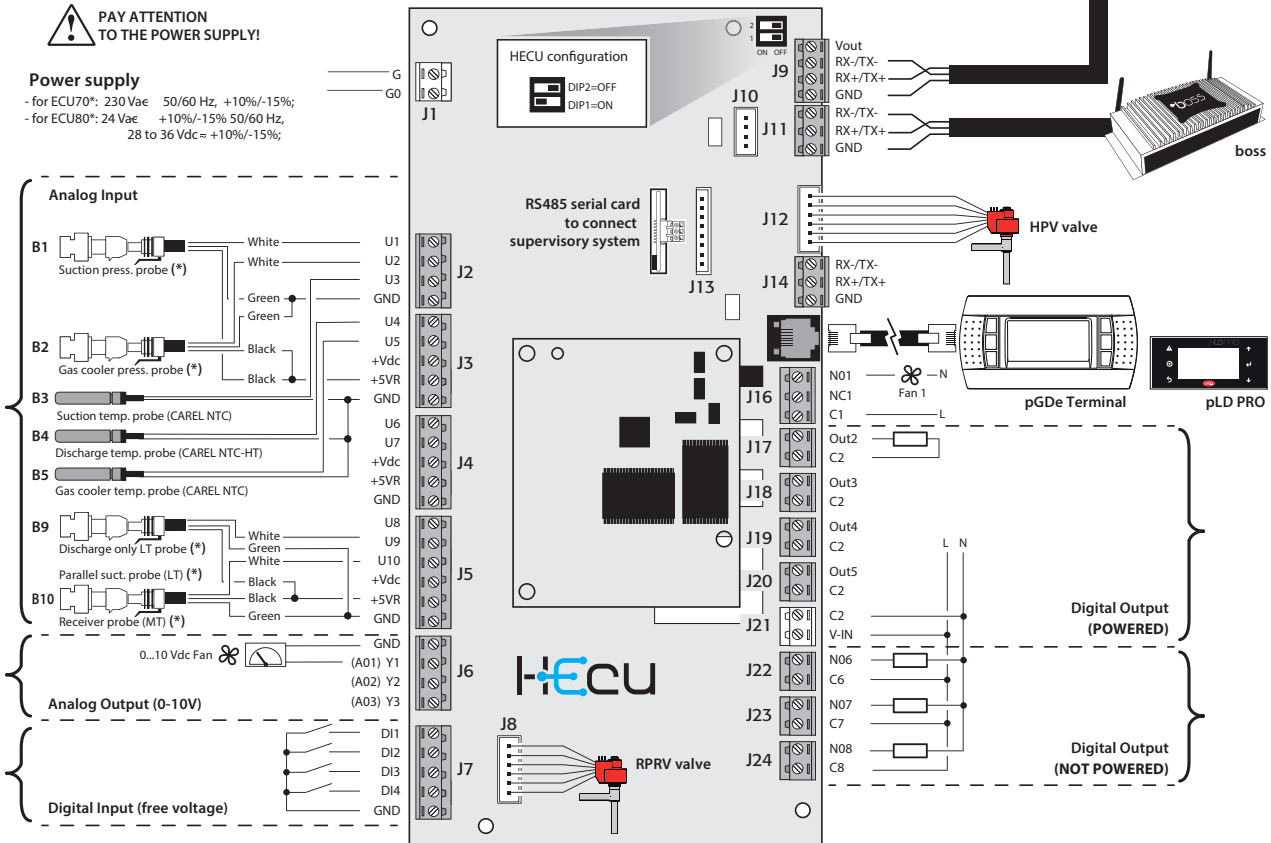 PAY ATTENTION
TO THE POWER SUPPLY!
Power supply
- for ECU70*: 230 Vac 50/60 Hz, +10%/-15%;
- for ECU80*: 24 Vac +10%/-15% 50/60 Hz,
28 to 36 Vdc +10%/-15%;
G
G0
J1
HECU configuration
DIP2=OFF
DIP1=ON
2
1
ON OFF
J9
Vout
RX-/TX-
RX+/TX+
GND
J10
J11
RX-/TX-
RX+/TX+
GND
boss
boss
Analog Input
B1
Suction press. probe (*)
White
White
Green
Green
B2
Gas cooler press. probe (*)
Black
Black
B3
Suction temp. probe (CAREL NTC)
B4
Discharge temp. probe (CAREL NTC-HT)
B5
Gas cooler temp. probe (CAREL NTC)
B9
Discharge only LT probe (*)
White
Green
White
Parallel suct. probe (LT) (*)
Black
B10
Black
Receiver probe (MT) (*)
Green
U1
U2
U3
GND
J2
U4
U5
+Vdc
+5VR
GND
J3
U6
U7
+Vdc
+5VR
GND
J4
U8
U9
U10
+Vdc
+5VR
GND
J5
0...10 Vdc Fan
GND
(A01) Y1
(A02) Y2
(A03) Y3
J6
Analog Output (0-10V)
DI1
DI2
DI3
DI4
GND
J7
Digital Input (free voltage)
RS485 serial card
to connect
supervisory system
J13
J12
HPV valve
J14
RX-/TX-
RX+/TX+
GND
pGDe Terminal
pLD PRO
J16
N01
NC1
C1
Fan 1
N
L
J17
Out2
C2
J18
Out3
C2
J19
Out4
C2
J20
Out5
C2
L N
J21
C2
V-IN
Digital Output
(POWERED)
J22
N06
C6
J23
N07
C7
J24
N08
C8
Digital Output
(NOT POWERED)
HECU
J8
RPRV valve